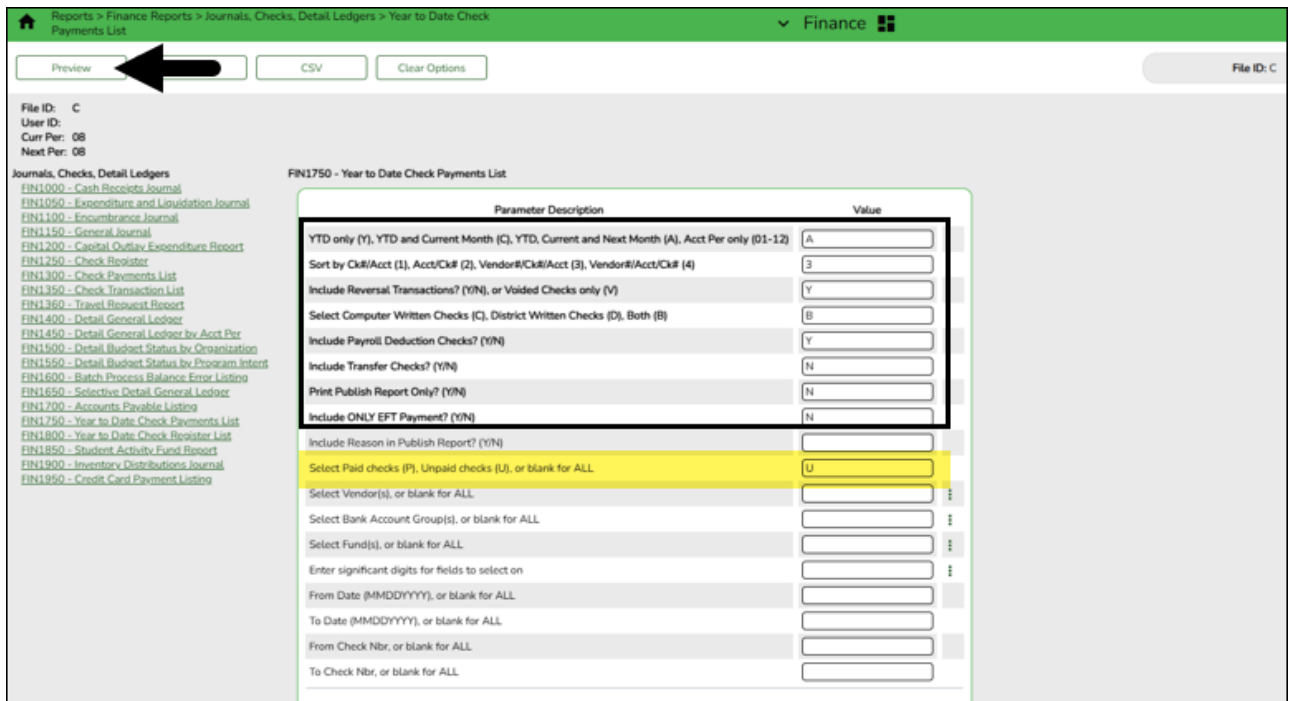 Reports > Finance Reports > Journals, Checks, Detail Ledgers > Year to Date Check
Payments List
Finance
Preview
CSV
Clear Options
File ID: C
File ID: C
User ID:
Curr Per: 08
Next Per: 08
Journals, Checks, Detail Ledgers
FIN1000 - Cash Receipts Journal
FIN1050 - Expenditure and Liquidation Journal
FIN1100 - Encumbrance Journal
FIN1150 - General Journal
FIN1200 - Capital Outlay Expenditure Report
FIN1250 - Check Register
FIN1300 - Check Payments List
FIN1350 - Check Transaction List
FIN1360 - Travel Request Report
FIN1400 - Detail General Ledger
FIN1450 - Detail General Ledger by Acct Per
FIN1500 - Detail Budget Status by Organization
FIN1550 - Detail Budget Status by Program Intent
FIN1600 - Batch Process Balance Error Listing
FIN1650 - Selective Detail General Ledger
FIN1700 - Accounts Payable Listing
FIN1750 - Year to Date Check Payments List
FIN1800 - Year to Date Check Register List
FIN1850 - Student Activity Fund Report
FIN1900 - Inventory Distributions Journal
FIN1950 - Credit Card Payment Listing
FIN1750 - Year to Date Check Payments List
Parameter Description Value
YTD only (Y), YTD and Current Month (C), YTD, Current and Next Month (A), Acct Per only (01-12) A
Sort by Ck#/Acct (1), Acct/Ck# (2), Vendor#/Ck#/Acct (3), Vendor#/Acct/Ck# (4) 3
Include Reversal Transactions? (Y/N), or Voided Checks only (V) Y
Select Computer Written Checks (C), District Written Checks (D), Both (B) B
Include Payroll Deduction Checks? (Y/N) Y
Include Transfer Checks? (Y/N) N
Print Publish Report Only? (Y/N) N
Include ONLY EFT Payment? (Y/N) N
Include Reason in Publish Report? (Y/N)
Select Paid checks (P), Unpaid checks (U), or blank for ALL U
Select Vendor(s), or blank for ALL
Select Bank Account Group(s), or blank for ALL
Select Fund(s), or blank for ALL
Enter significant digits for fields to select on
From Date (MMDDYYYY), or blank for ALL
To Date (MMDDYYYY), or blank for ALL
From Check Nbr, or blank for ALL
To Check Nbr, or blank for ALL